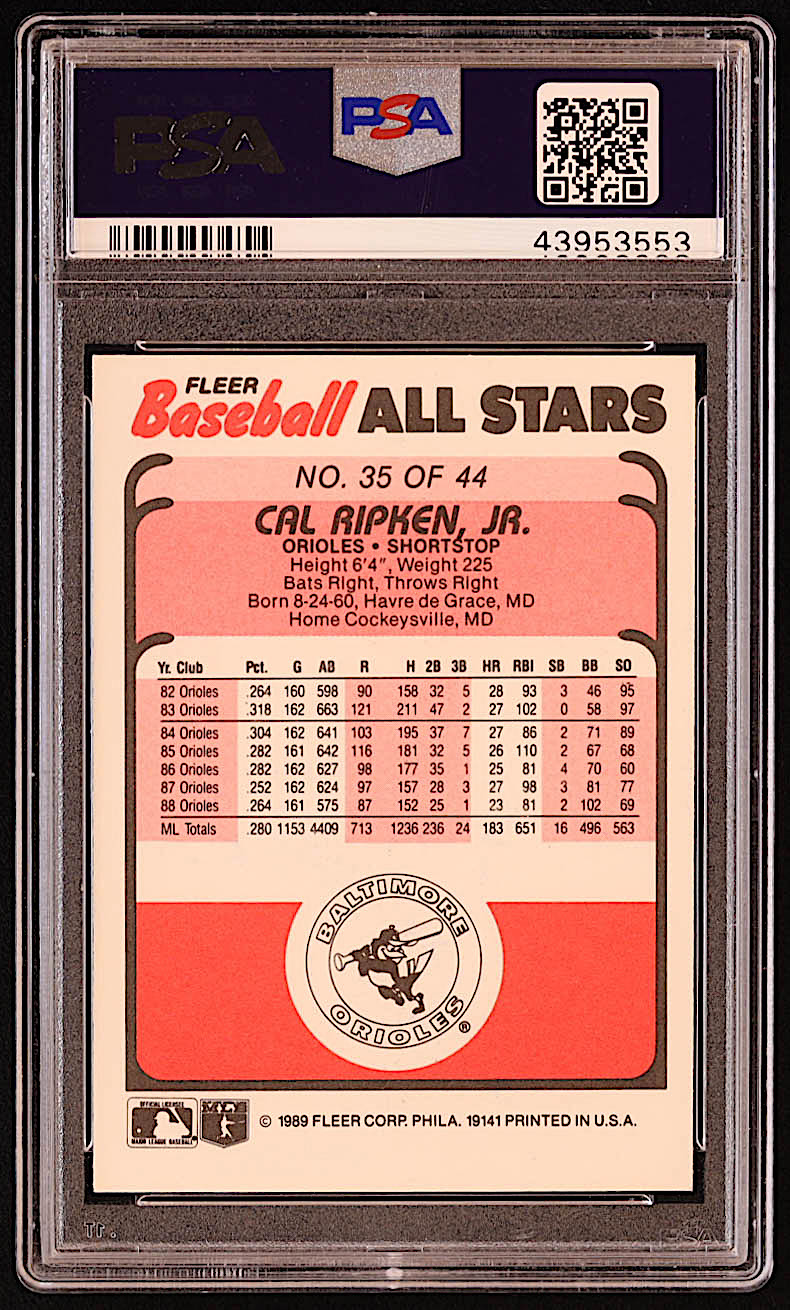 PSA
PSA
43953553
FLEER
Baseball ALL STARS
NO. 35 OF 44
CAL RIPKEN, JR.
ORIOLES • SHORTSTOP
Height 6'4", Weight 225
Bats Right, Throws Right
Born 8-24-60, Havre de Grace, MD
Home Cockeysville, MD
Yr. Club Pct. G AB R H 2B 3B HR RBI SB BB SO
82 Orioles .264 160 598 90 158 32 5 28 93 3 46 95
83 Orioles .318 162 663 121 211 47 2 27 102 0 58 97
84 Orioles .304 162 641 103 195 37 7 27 86 2 71 89
85 Orioles .282 161 642 116 181 32 5 26 110 2 67 68
86 Orioles .282 162 627 98 177 35 1 25 81 4 70 60
87 Orioles .252 162 624 97 157 28 3 27 98 3 81 77
88 Orioles .264 161 575 87 152 25 1 23 81 2 102 69
ML Totals .280 1153 4409 713 1236 236 24 183 651 16 496 563
BALTIMORE
ORIOLES ®
OFFICIAL LICENSEE
MAJOR LEAGUE BASEBALL
© 1989 FLEER CORP. PHILA. 19141 PRINTED IN U.S.A.
PSA